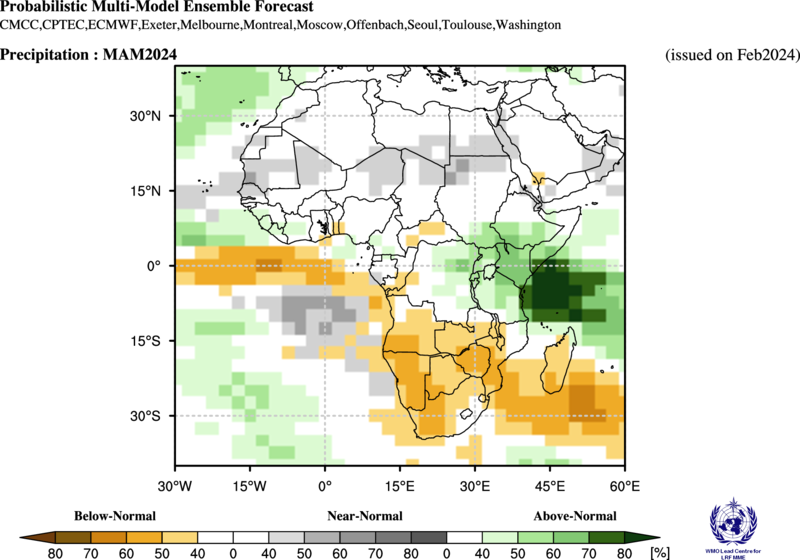 Probabilistic Multi-Model Ensemble Forecast
CMCC,CPTEC,ECMWF,Exeter,Melbourne,Montreal,Moscow,Offenbach,Seoul,Toulouse,Washington
Precipitation : MAM2024 (issued on Feb2024)
30°N
15°N
0°
15°S
30°S
30°W 15°W 0° 15°E 30°E 45°E 60°E
Below-Normal Near-Normal Above-Normal
80 70 60 50 40 0 40 50 60 70 80 0 40 50 60 70 80 [%]
WMO Lead Centre for
LRF MME